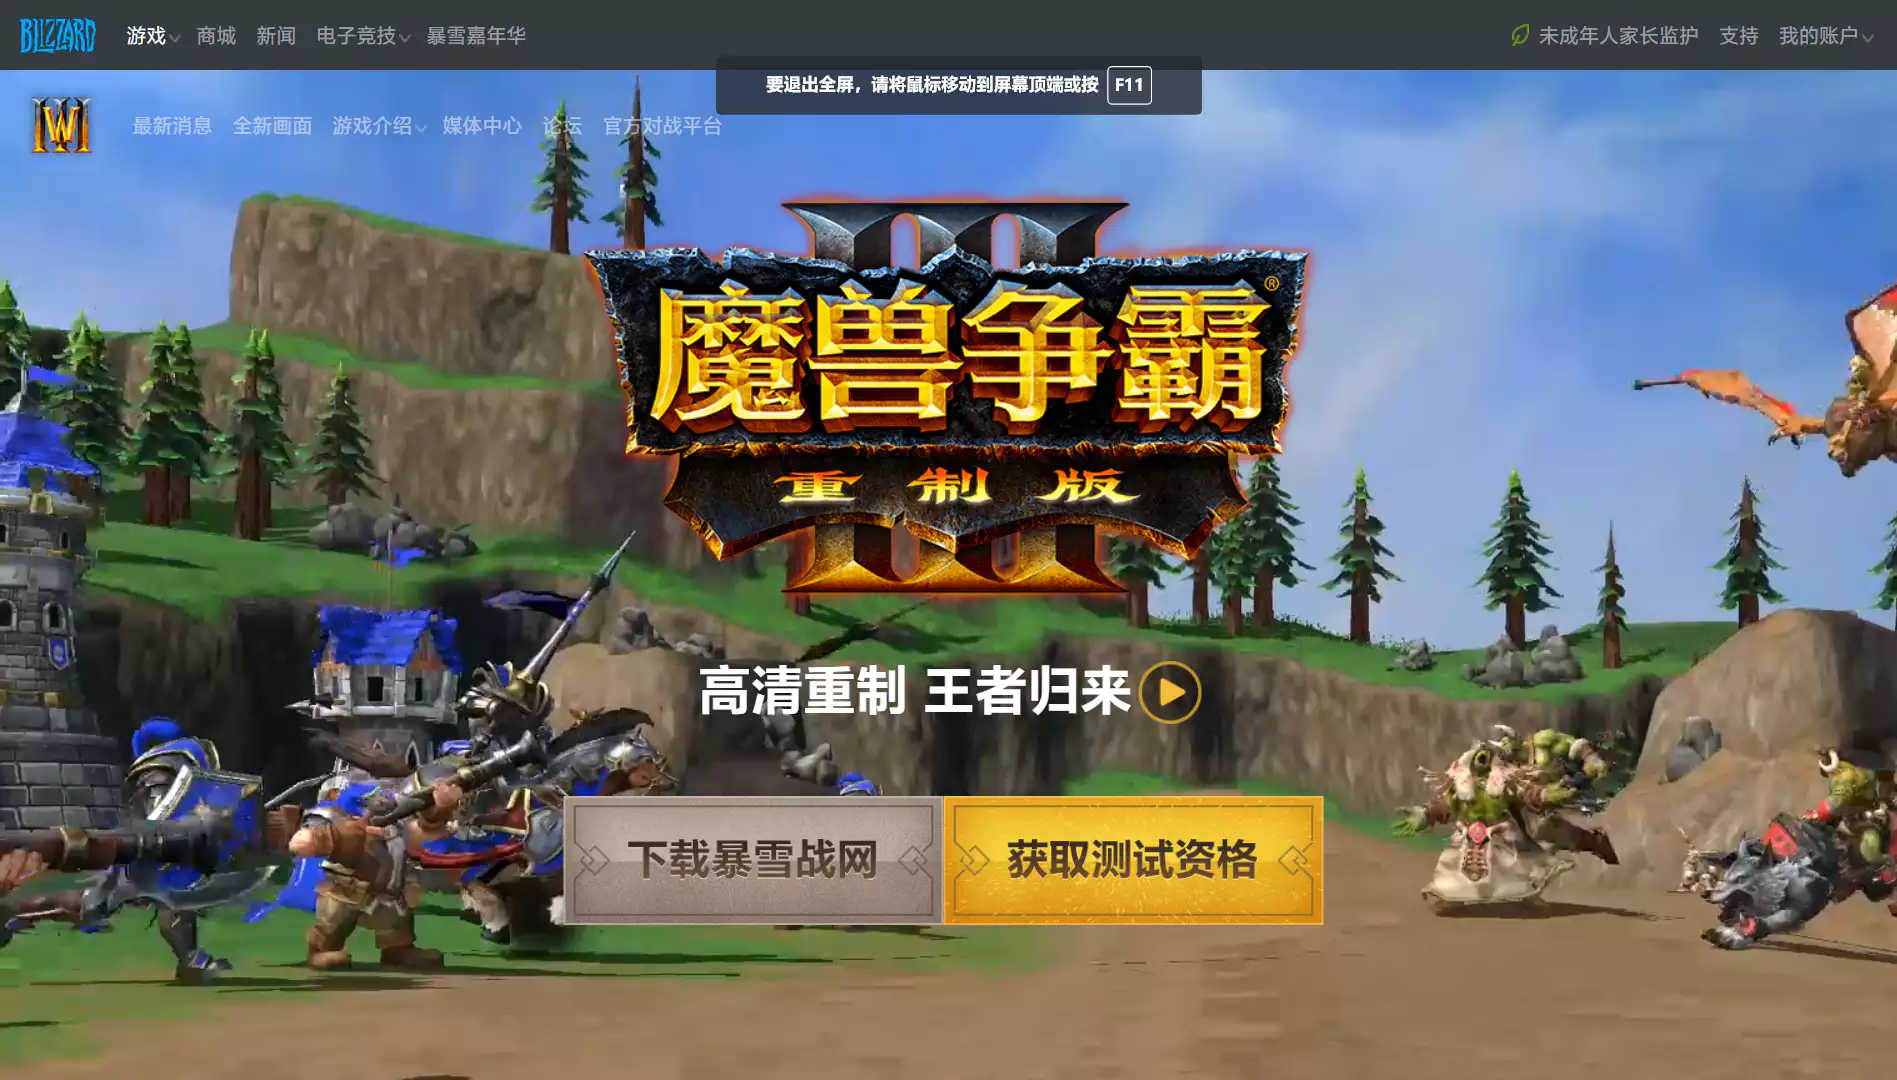 BLIZZARD 游戏 商城 新闻 电子竞技 暴雪嘉年华 未成年人家长监护 支持 我的账户
要退出全屏，请将鼠标移动到屏幕顶端或按 F11
W 最新消息 全新画面 游戏介绍 媒体中心 论坛 官方对战平台
III
魔兽争霸®
重制版
高清重制 王者归来
下载暴雪战网 获取测试资格